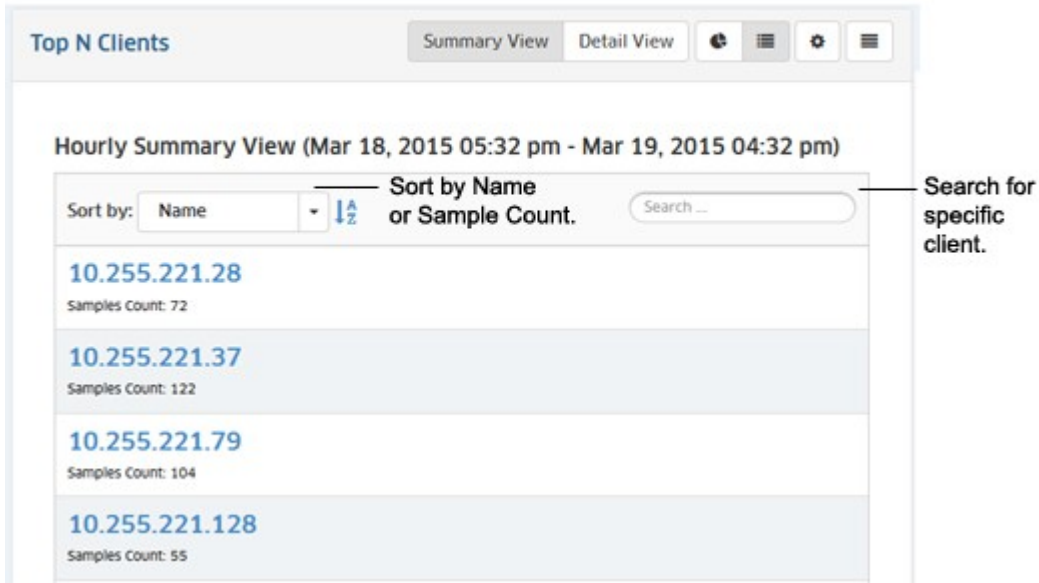 Top N Clients
Summary View Detail View
Hourly Summary View (Mar 18, 2015 05:32 pm - Mar 19, 2015 04:32 pm)
Sort by: Name
A
Z
Sort by Name
or Sample Count.
Search ...
Search for
specific
client.
10.255.221.28
Samples Count: 72
10.255.221.37
Samples Count: 122
10.255.221.79
Samples Count: 104
10.255.221.128
Samples Count: 55